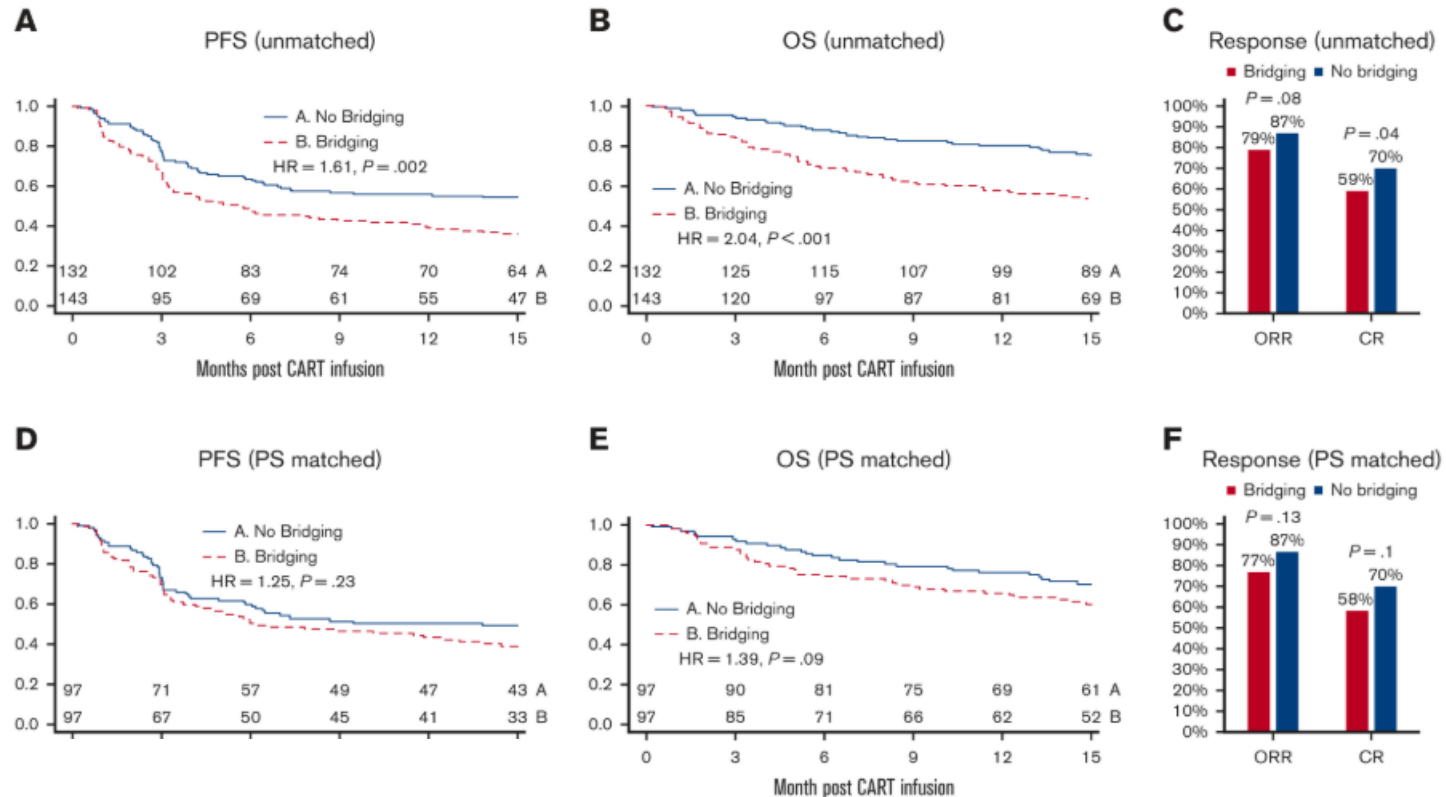 A
PFS (unmatched)
1.0
0.8
0.6
0.4
0.2
0.0
A. No Bridging
B. Bridging
HR = 1.61, P = .002
132 102 83 74 70 64 A
143 95 69 61 55 47 B
0 3 6 9 12 15
Months post CART infusion
B
OS (unmatched)
1.0
0.8
0.6
0.4
0.2
0.0
A. No Bridging
B. Bridging
HR = 2.04, P < .001
132 125 115 107 99 89 A
143 120 97 87 81 69 B
0 3 6 9 12 15
Month post CART infusion
C
Response (unmatched)
Bridging No bridging
100%
90%
80%
70%
60%
50%
40%
30%
20%
10%
0%
P = .08
79% 87%
P = .04
59% 70%
ORR CR
D
PFS (PS matched)
1.0
0.8
0.6
0.4
0.2
0.0
A. No Bridging
B. Bridging
HR = 1.25, P = .23
97 71 57 49 47 43 A
97 67 50 45 41 33 B
E
OS (PS matched)
1.0
0.8
0.6
0.4
0.2
0.0
A. No Bridging
B. Bridging
HR = 1.39, P = .09
97 90 81 75 69 61 A
97 85 71 66 62 52 B
0 3 6 9 12 15
Month post CART infusion
F
Response (PS matched)
Bridging No bridging
100%
90%
80%
70%
60%
50%
40%
30%
20%
10%
0%
P = .13
77% 87%
P = .1
58% 70%
ORR CR